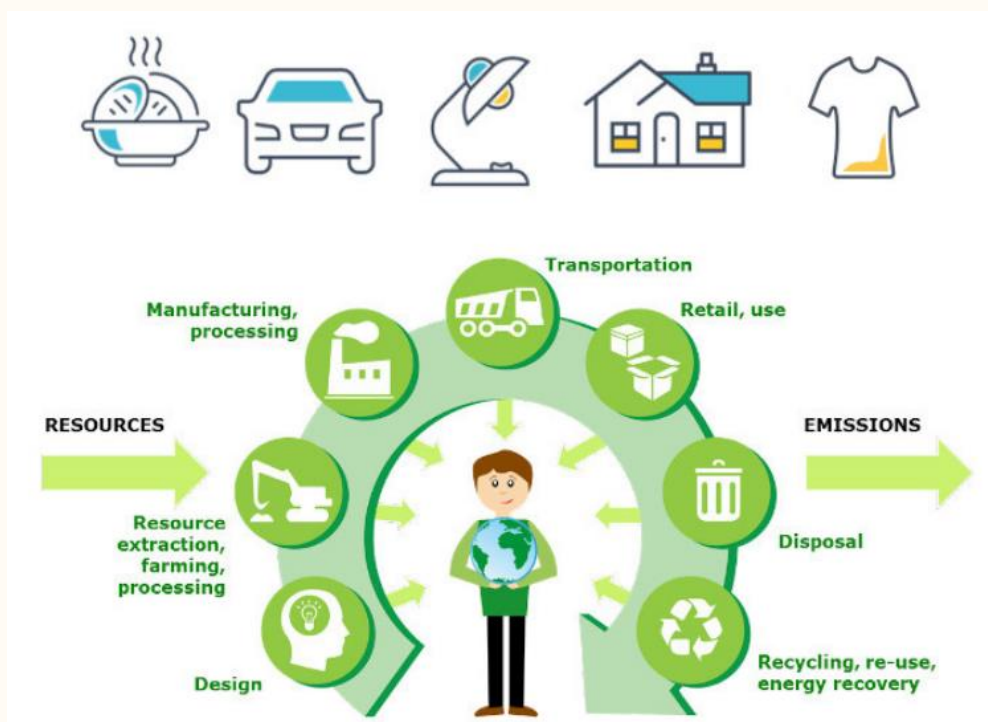 Transportation
Manufacturing,
processing
Retail, use
RESOURCES
EMISSIONS
Resource
extraction,
farming,
processing
Disposal
Design
Recycling, re-use,
energy recovery